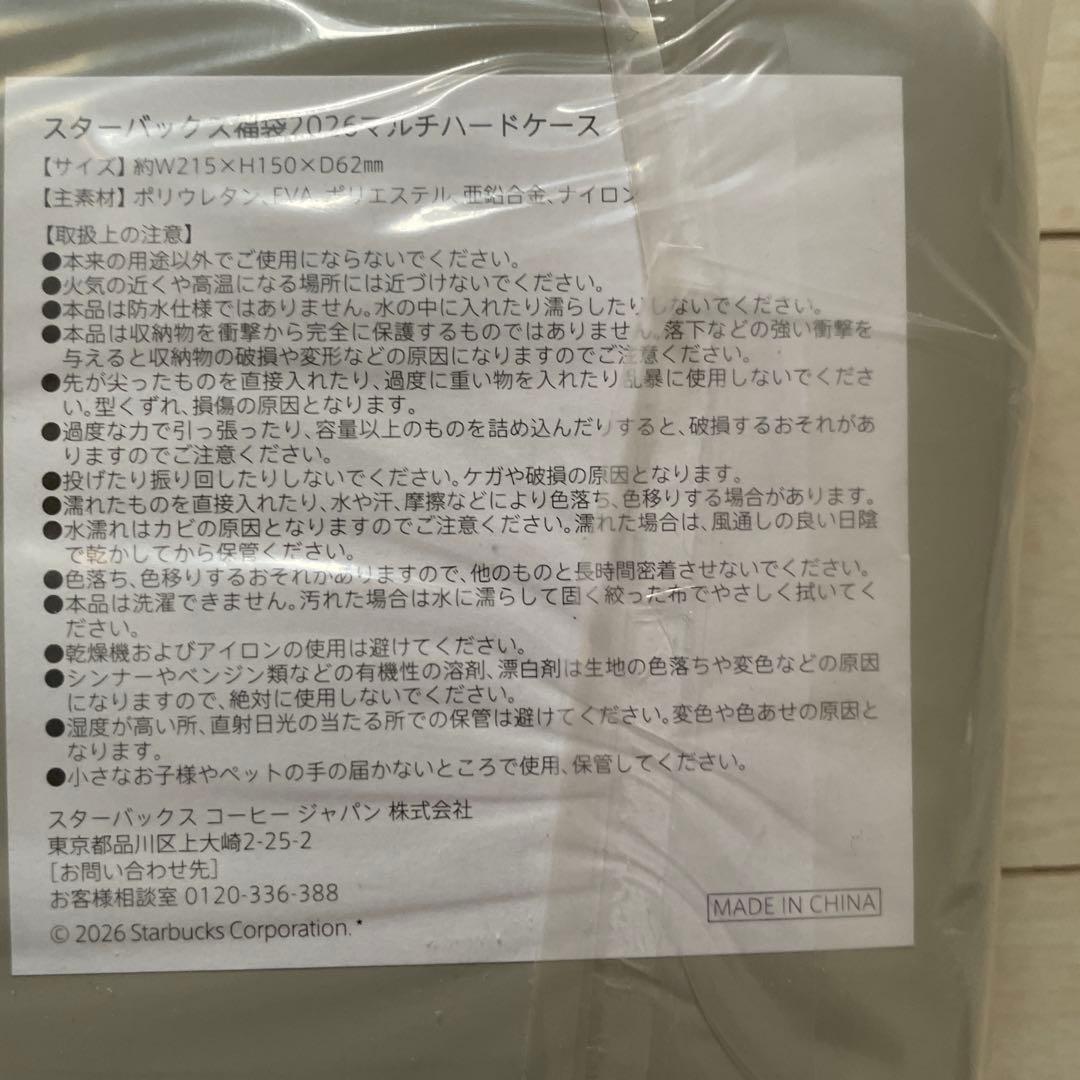 スターバックス福袋2026マルチハードケース
【サイズ】約W215×H150×D62㎜
【主素材】ポリウレタン、EVA、ポリエステル、亜鉛合金、ナイロン
【取扱上の注意】
●本来の用途以外でご使用にならないでください。
●火気の近くや高温になる場所には近づけないでください。
●本品は防水仕様ではありません。水の中に入れたり濡らしたりしないでください。
●本品は収納物を衝撃から完全に保護するものではありません。落下などの強い衝撃を
与えると収納物の破損や変形などの原因になりますのでご注意ください。
●先が尖ったものを直接入れたり、過度に重い物を入れたり乱暴に使用しないでくださ
い。型くずれ、損傷の原因となります。
●過度な力で引っ張ったり、容量以上のものを詰め込んだりすると、破損するおそれがあ
りますのでご注意ください。
●投げたり振り回したりしないでください。ケガや破損の原因となります。
●濡れたものを直接入れたり、水や汗、摩擦などにより色落ち、色移りする場合があります。
●水濡れはカビの原因となりますのでご注意ください。濡れた場合は、風通しの良い日陰
で乾かしてから保管ください。
●色落ち、色移りするおそれがありますので、他のものと長時間密着させないでください。
●本品は洗濯できません。汚れた場合は水に濡らして固く絞った布でやさしく拭いてく
ださい。
●乾燥機およびアイロンの使用は避けてください。
●シンナーやベンジン類などの有機性の溶剤、漂白剤は生地の色落ちや変色などの原因
になりますので、絶対に使用しないでください。
●湿度が高い所、直射日光の当たる所での保管は避けてください。変色や色あせの原因と
なります。
●小さなお子様やペットの手の届かないところで使用、保管してください。
スターバックス コーヒー ジャパン 株式会社
東京都品川区上大崎2-25-2
[お問い合わせ先]
お客様相談室 0120-336-388
© 2026 Starbucks Corporation.★
MADE IN CHINA